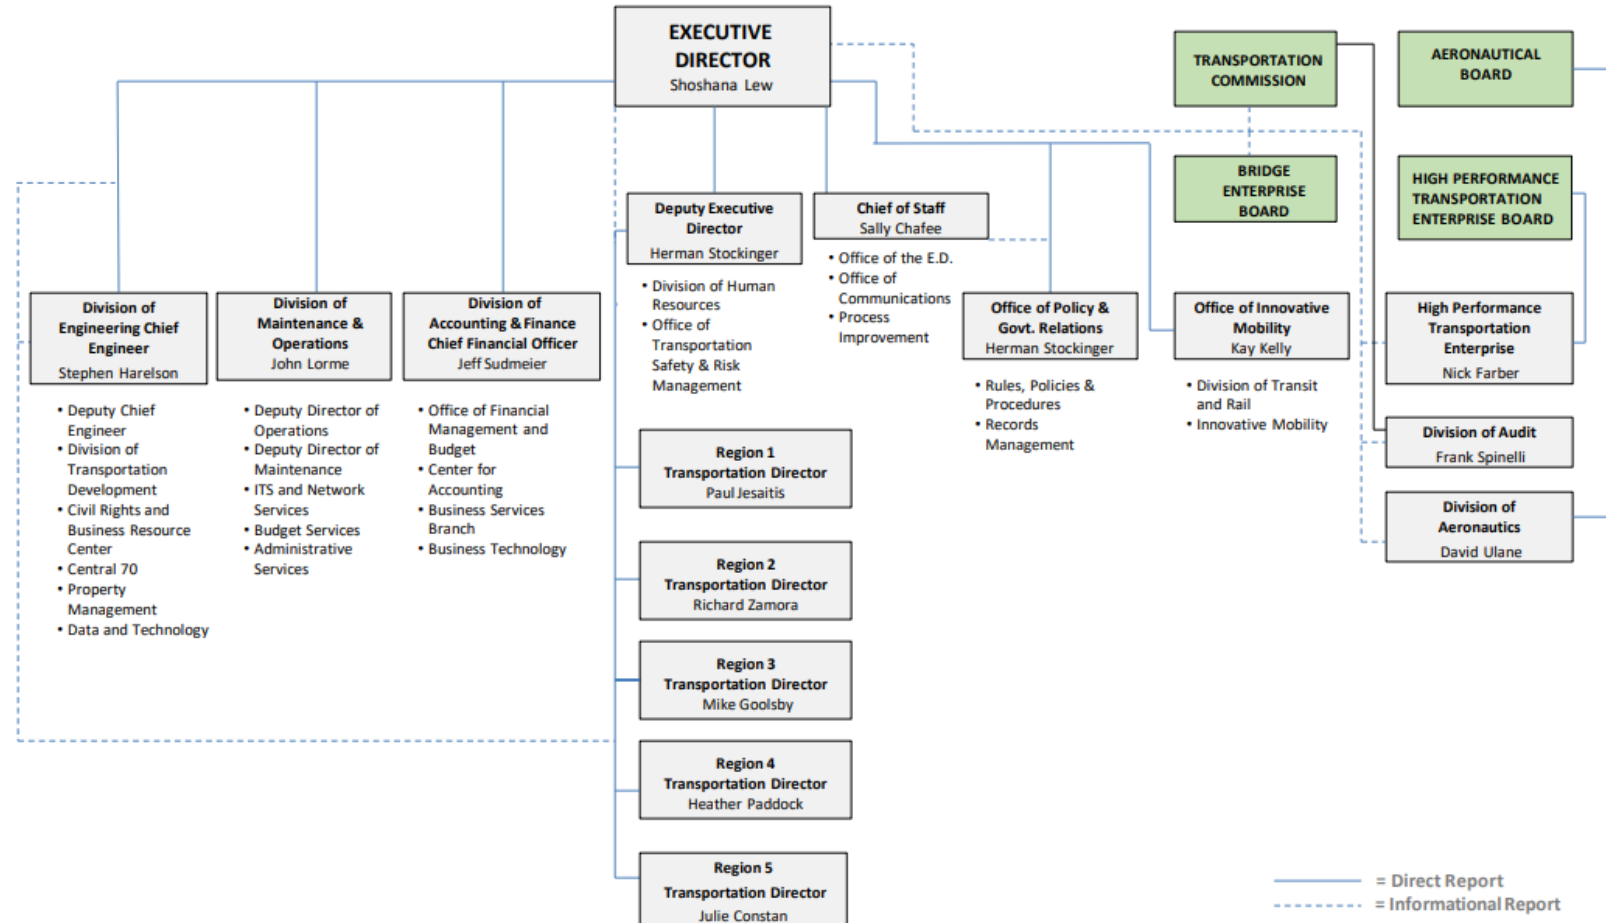 EXECUTIVE
DIRECTOR
Shoshana Lew
TRANSPORTATION
COMMISSION
AERONAUTICAL
BOARD
BRIDGE
ENTERPRISE
BOARD
HIGH PERFORMANCE
TRANSPORTATION
ENTERPRISE BOARD
Deputy Executive
Director
Herman Stockinger
• Division of Human
Resources
• Office of
Transportation
Safety & Risk
Management
Chief of Staff
Sally Chafee
• Office of the E.D.
• Office of
Communications
• Process
Improvement
Division of
Engineering Chief
Engineer
Stephen Harelson
• Deputy Chief
Engineer
• Division of
Transportation
Development
• Civil Rights and
Business Resource
Center
• Central 70
• Property
Management
• Data and Technology
Division of
Maintenance &
Operations
John Lorme
• Deputy Director of
Operations
• Deputy Director of
Maintenance
• ITS and Network
Services
• Budget Services
• Administrative
Services
Division of
Accounting & Finance
Chief Financial Officer
Jeff Sudmeier
• Office of Financial
Management and
Budget
• Center for
Accounting
• Business Services
Branch
• Business Technology
Office of Policy &
Govt. Relations
Herman Stockinger
• Rules, Policies &
Procedures
• Records
Management
Office of Innovative
Mobility
Kay Kelly
• Division of Transit
and Rail
• Innovative Mobility
High Performance
Transportation
Enterprise
Nick Farber
Division of Audit
Frank Spinelli
Division of
Aeronautics
David Ulane
Region 1
Transportation Director
Paul Jesaitis
Region 2
Transportation Director
Richard Zamora
Region 3
Transportation Director
Mike Goolsby
Region 4
Transportation Director
Heather Paddock
Region 5
Transportation Director
Julie Constan
= Direct Report
= Informational Report